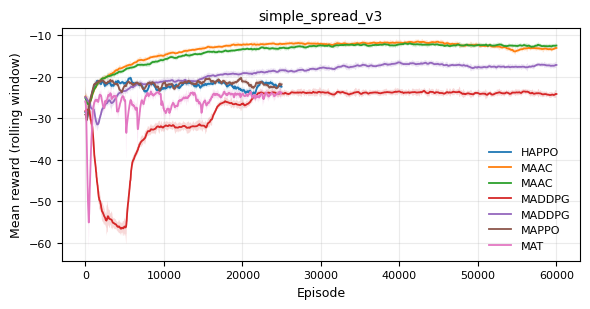 simple_spread_v3
Mean reward (rolling window)
−10
−20
−30
−40
−50
−60
HAPPO
MAAC
MAAC
MADDPG
MADDPG
MAPPO
MAT
0 10000 20000 30000 40000 50000 60000
Episode